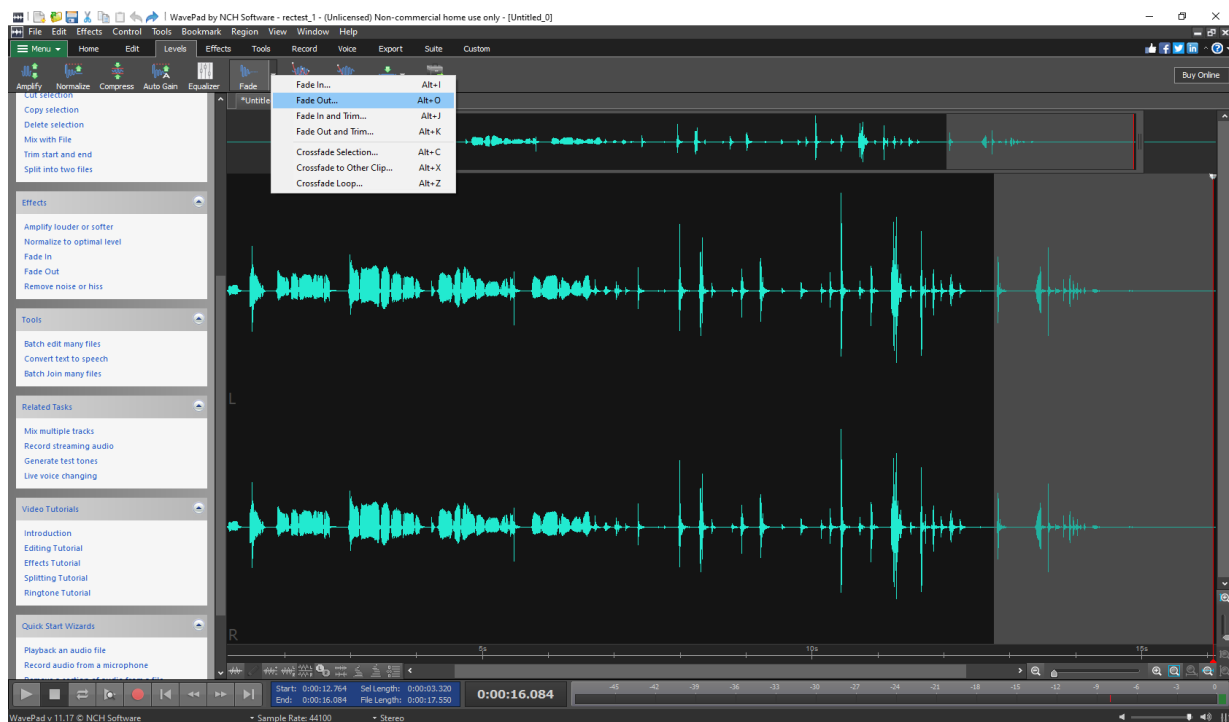 WavePad by NCH Software - rectest_1 - (Unlicensed) Non-commercial home use only - [Untitled_0]
File Edit Effects Control Tools Bookmark Region View Window Help
Menu Home Edit Levels Effects Tools Record Voice Export Suite Custom
Amplify Normalize Compress Auto Gain Equalizer Fade
Buy Online
Fade In... Alt+I
Fade Out... Alt+O
Fade In and Trim... Alt+J
Fade Out and Trim... Alt+K
Crossfade Selection... Alt+C
Crossfade to Other Clip... Alt+X
Crossfade Loop... Alt+Z
*Untitle
Cut selection
Copy selection
Delete selection
Mix with File
Trim start and end
Split into two files
Effects
Amplify louder or softer
Normalize to optimal level
Fade In
Fade Out
Remove noise or hiss
Tools
Batch edit many files
Convert text to speech
Batch Join many files
Related Tasks
Mix multiple tracks
Record streaming audio
Generate test tones
Live voice changing
Video Tutorials
Introduction
Editing Tutorial
Effects Tutorial
Splitting Tutorial
Ringtone Tutorial
Quick Start Wizards
Playback an audio file
Record audio from a microphone
L
R
5s 10s 15s
Start: 0:00:12.764 Sel Length: 0:00:03.320
End: 0:00:16.084 File Length: 0:00:17.550
0:00:16.084
-45 -42 -39 -36 -33 -30 -27 -24 -21 -18 -15 -12 -9 -6 -3 0
WavePad v 11.17 © NCH Software
Sample Rate: 44100
Stereo